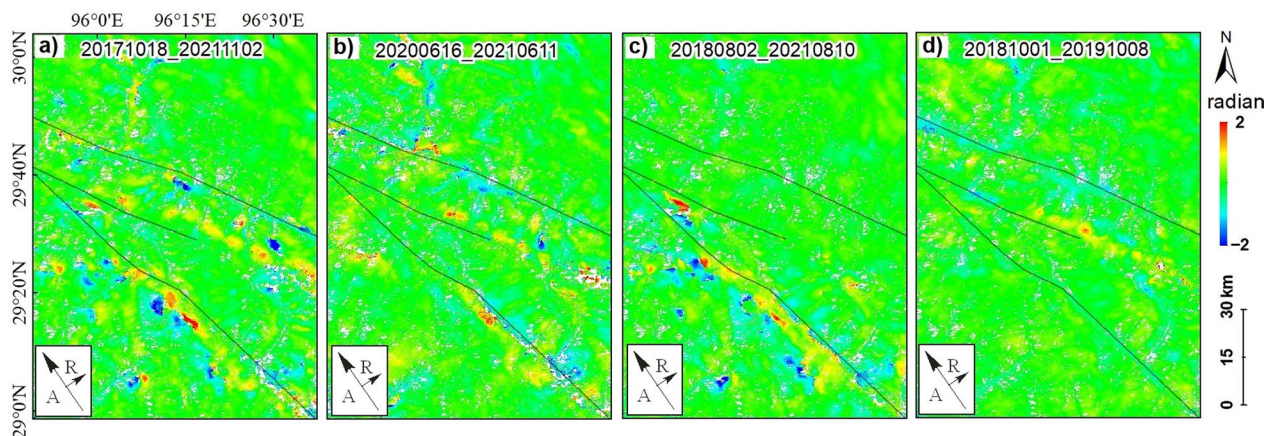 96°0'E 96°15'E 96°30'E
a) 20171018_20211102
b) 20200616_20210611
c) 20180802_20210810
d) 20181001_20191008
N
radian
2
−2
30 km
15
0
30°0'N
29°40'N
29°20'N
29°0'N
R
A
R
A
R
A
R
A